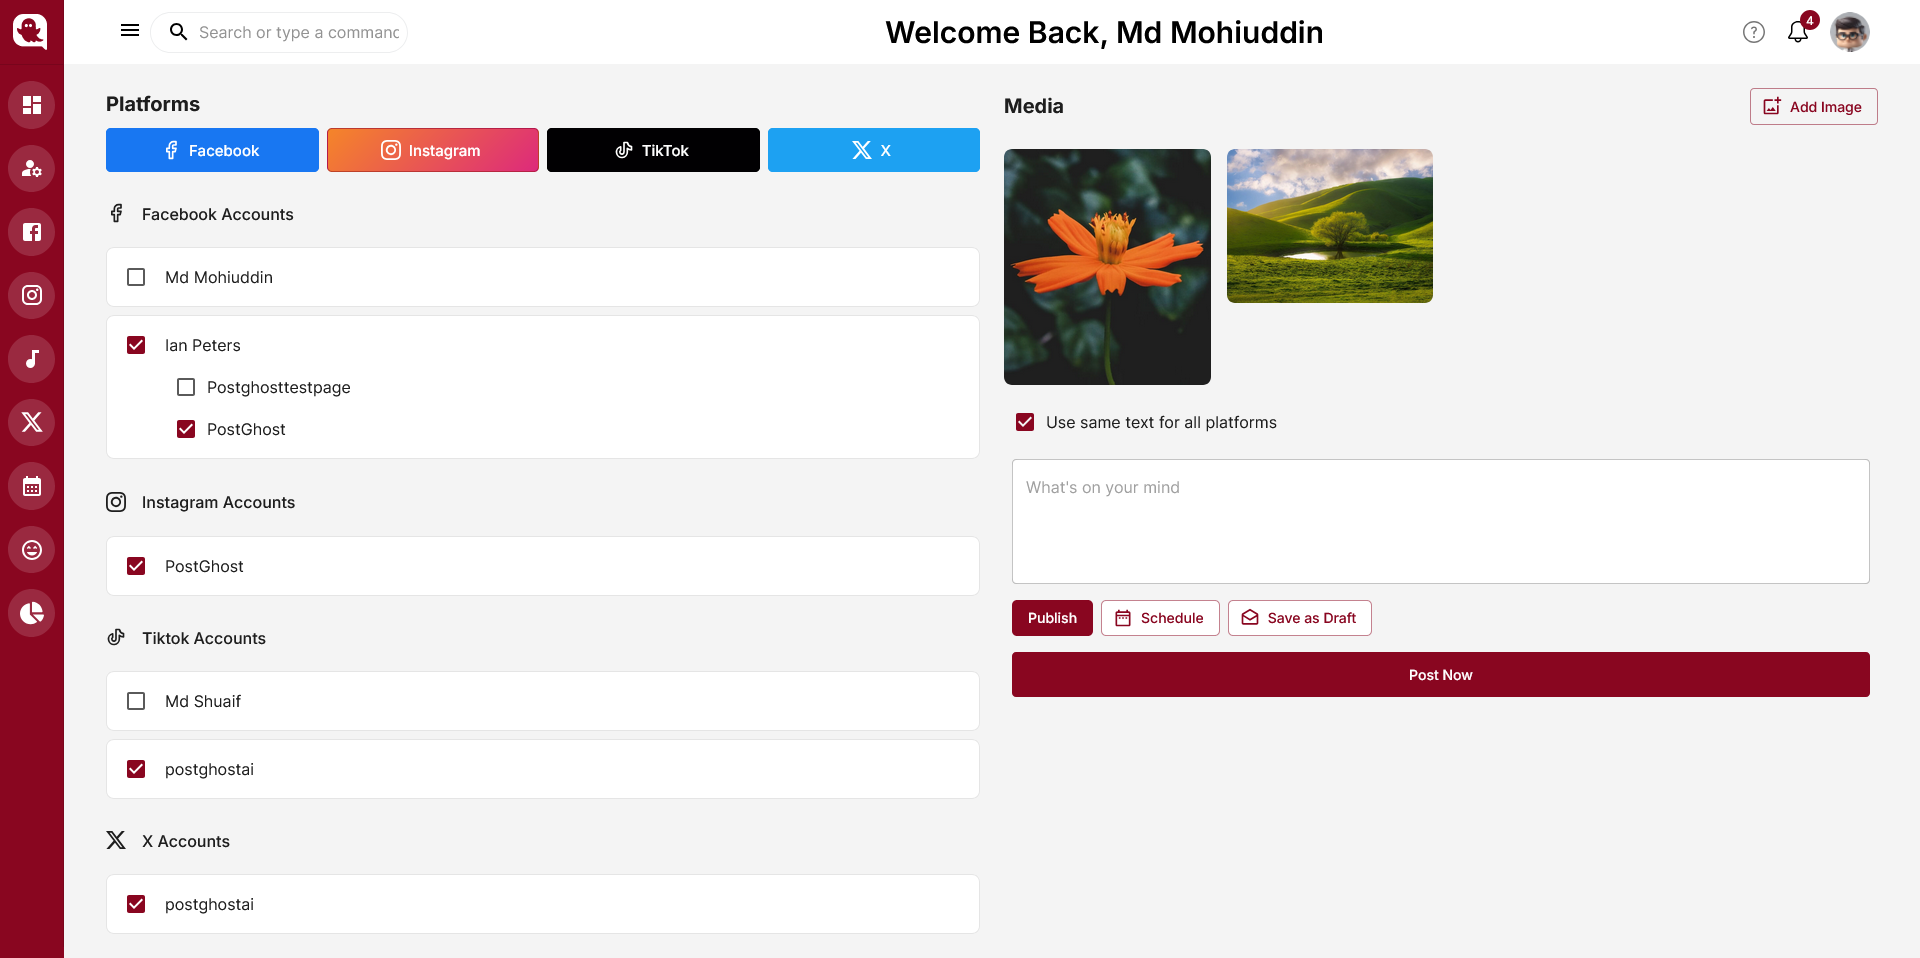 Search or type a command
Welcome Back, Md Mohiuddin
4
Platforms
Facebook
Instagram
TikTok
X
Facebook Accounts
Md Mohiuddin
Ian Peters
Postghosttestpage
PostGhost
Instagram Accounts
PostGhost
Tiktok Accounts
Md Shuaif
postghostai
X Accounts
postghostai
Media
Add Image
Use same text for all platforms
What's on your mind
Publish
Schedule
Save as Draft
Post Now